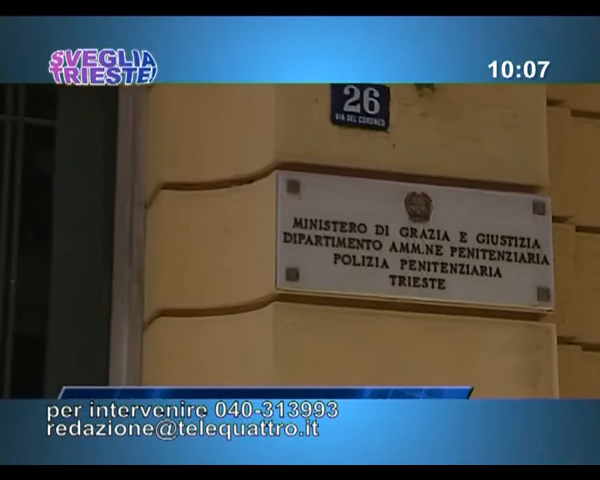 SVEGLIA
TRIESTE!
10:07
26
VIA DEL CORONEO
MINISTERO DI GRAZIA E GIUSTIZIA
DIPARTIMENTO AMM.NE PENITENZIARIA
POLIZIA PENITENZIARIA
TRIESTE
per intervenire 040-313993
redazione@telequattro.it